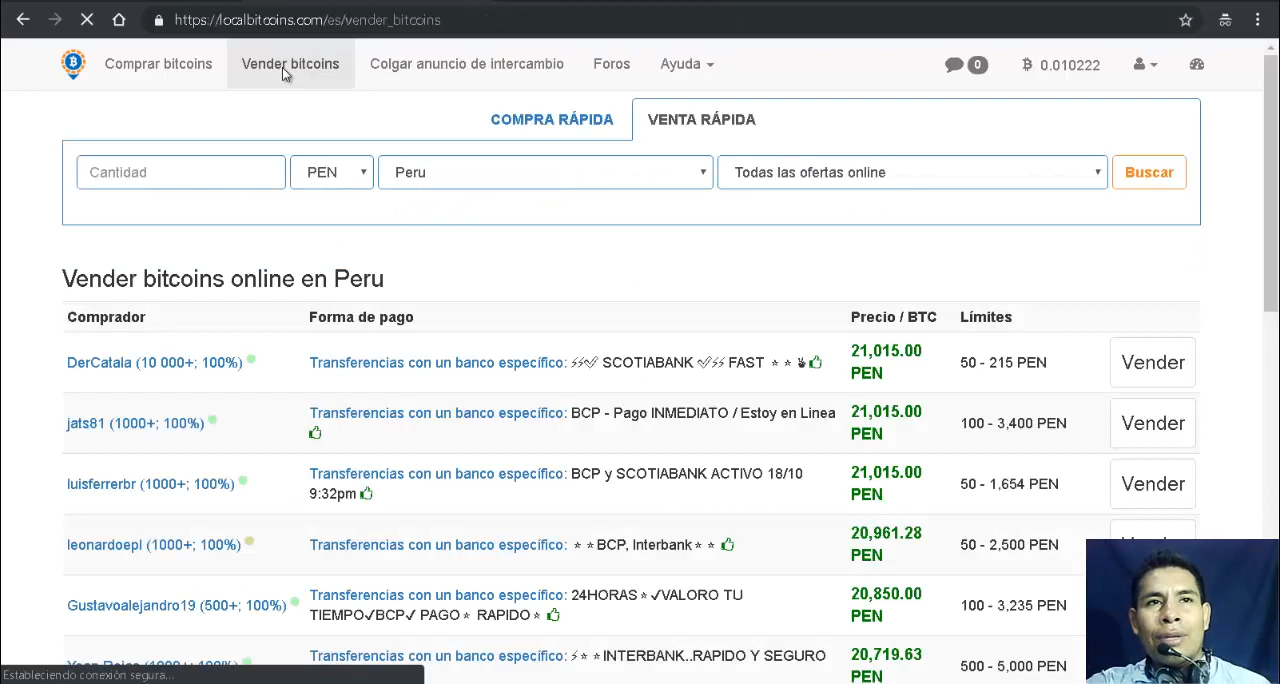 https://localbitcoins.com/es/vender_bitcoins
Comprar bitcoins Vender bitcoins Colgar anuncio de intercambio Foros Ayuda 0 0.010222
COMPRA RÁPIDA VENTA RÁPIDA
Cantidad PEN Peru Todas las ofertas online Buscar
Vender bitcoins online en Peru
Comprador Forma de pago Precio / BTC Límites
DerCatala (10 000+; 100%) Transferencias con un banco específico: ⚡⚡✅ SCOTIABANK ✅⚡⚡ FAST ★ ★ 21,015.00 PEN 50 - 215 PEN Vender
jats81 (1000+; 100%) Transferencias con un banco específico: BCP - Pago INMEDIATO / Estoy en Linea 21,015.00 PEN 100 - 3,400 PEN Vender
luisferrerbr (1000+; 100%) Transferencias con un banco específico: BCP y SCOTIABANK ACTIVO 18/10 9:32pm 21,015.00 PEN 50 - 1,654 PEN Vender
leonardoepl (1000+; 100%) Transferencias con un banco específico: ★ ★BCP, Interbank★ ★ 20,961.28 PEN 50 - 2,500 PEN
Gustavoalejandro19 (500+; 100%) Transferencias con un banco específico: 24HORAS★✓VALORO TU TIEMPO✓BCP✓ PAGO★ RAPIDO★ 20,850.00 PEN 100 - 3,235 PEN
Transferencias con un banco específico: ⚡★ ★INTERBANK..RAPIDO Y SEGURO 20,719.63 PEN 500 - 5,000 PEN
Estableciendo conexión segura...